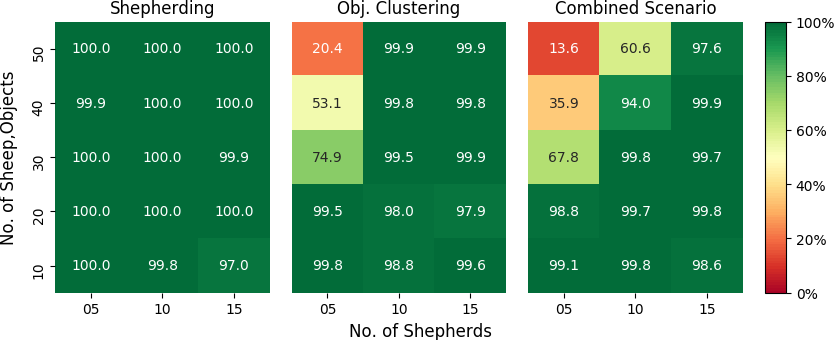 Shepherding Obj. Clustering Combined Scenario
50 100.0 100.0 100.0 20.4 99.9 99.9 13.6 60.6 97.6 100%
40 99.9 100.0 100.0 53.1 99.8 99.8 35.9 94.0 99.9 80%
30 100.0 100.0 99.9 74.9 99.5 99.9 67.8 99.8 99.7 60%
20 100.0 100.0 100.0 99.5 98.0 97.9 98.8 99.7 99.8 40%
10 100.0 99.8 97.0 99.8 98.8 99.6 99.1 99.8 98.6 20%
0%
No. of Sheep,Objects
05 10 15 05 10 15 05 10 15
No. of Shepherds